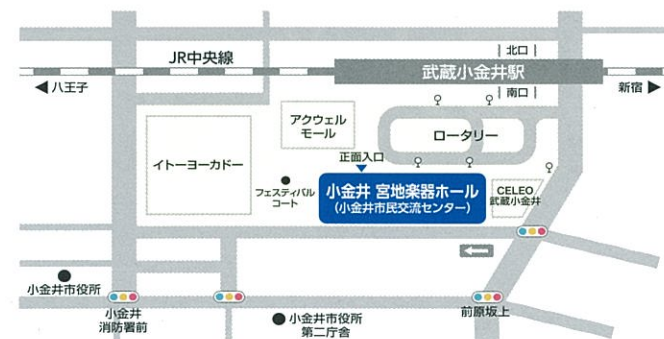 北口
JR中央線
武蔵小金井駅
八王子
南口
新宿
アクウェル
モール
ロータリー
イトーヨーカドー
正面入口
フェスティバル
コート
小金井 宮地楽器ホール
(小金井市民交流センター)
CELEO
武蔵小金井
小金井市役所
小金井
消防署前
小金井市役所
第二庁舎
前原坂上